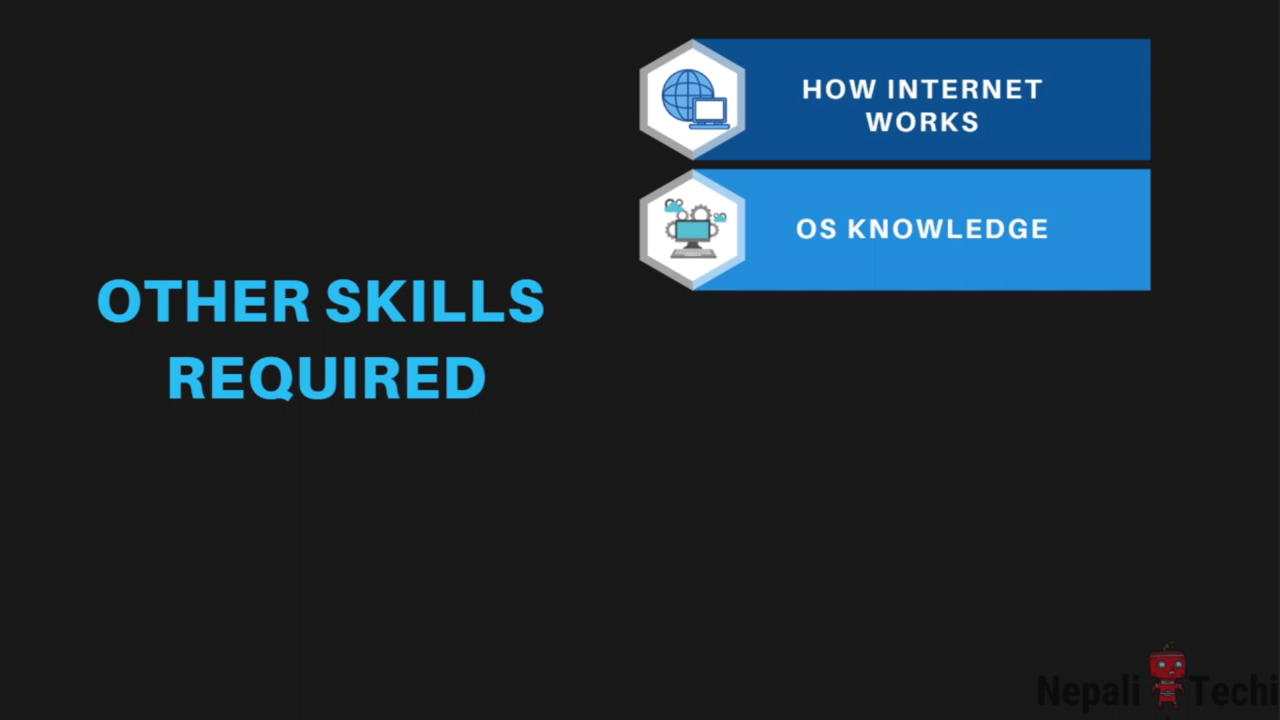 OTHER SKILLS
REQUIRED
HOW INTERNET
WORKS
OS KNOWLEDGE
Nepali Techi